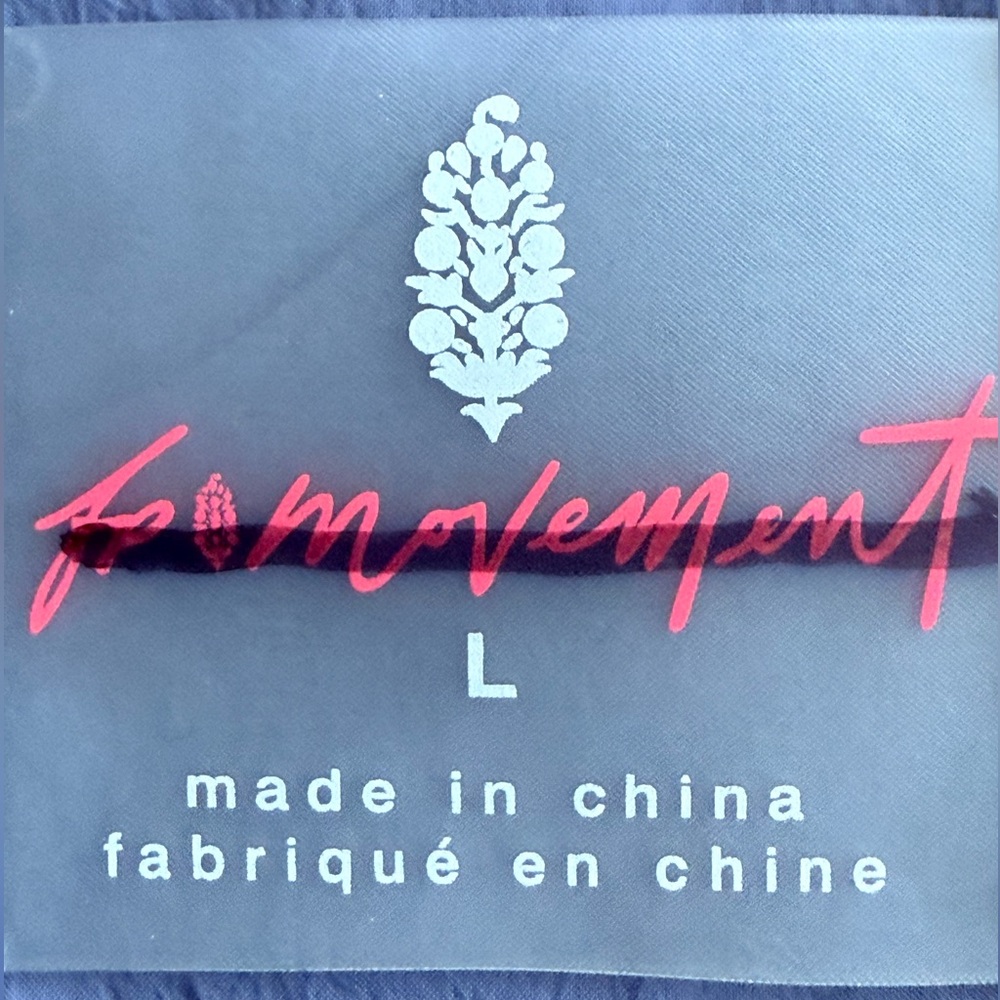 fp movement
L
made in china
fabriqué en chine